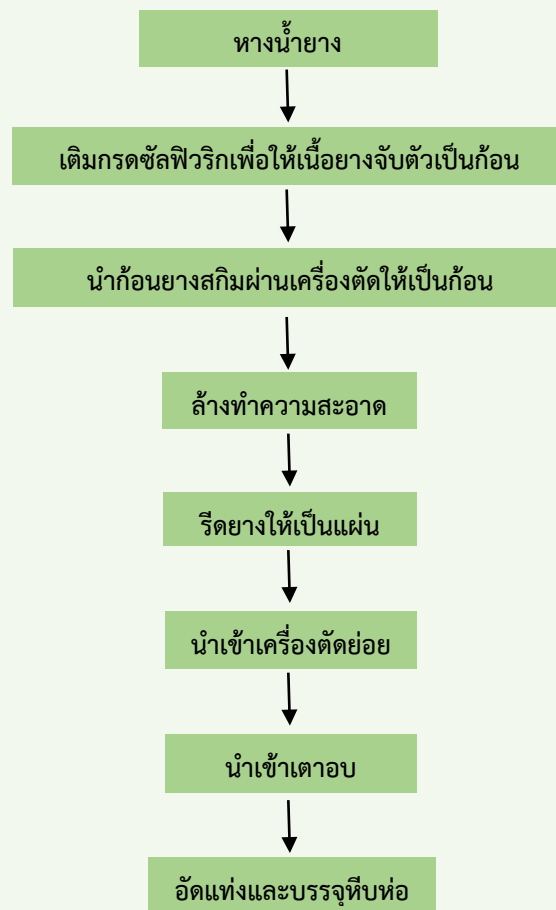 หางน้ำยาง
เติมกรดซัลฟิวริกเพื่อให้เนื้อยางจับตัวเป็นก้อน
นำก้อนยางสกิมผ่านเครื่องตัดให้เป็นก้อน
ล้างทำความสะอาด
รีดยางให้เป็นแผ่น
นำเข้าเครื่องตัดย่อย
นำเข้าเตาอบ
อัดแท่งและบรรจุหีบห่อ